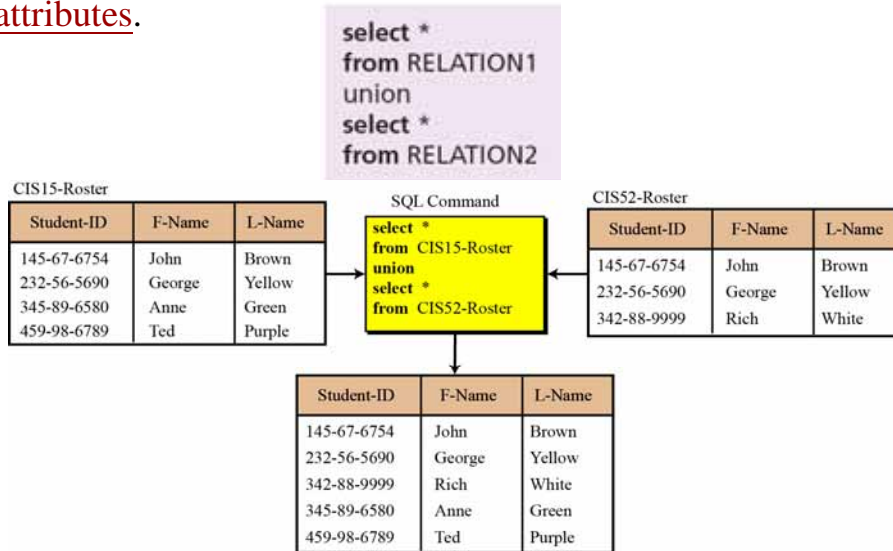 attributes.
select *
from RELATION1
union
select *
from RELATION2
CIS15-Roster
Student-ID F-Name L-Name
145-67-6754 John Brown
232-56-5690 George Yellow
345-89-6580 Anne Green
459-98-6789 Ted Purple
SQL Command
select *
from CIS15-Roster
union
select *
from CIS52-Roster
CIS52-Roster
Student-ID F-Name L-Name
145-67-6754 John Brown
232-56-5690 George Yellow
342-88-9999 Rich White
Student-ID F-Name L-Name
145-67-6754 John Brown
232-56-5690 George Yellow
342-88-9999 Rich White
345-89-6580 Anne Green
459-98-6789 Ted Purple